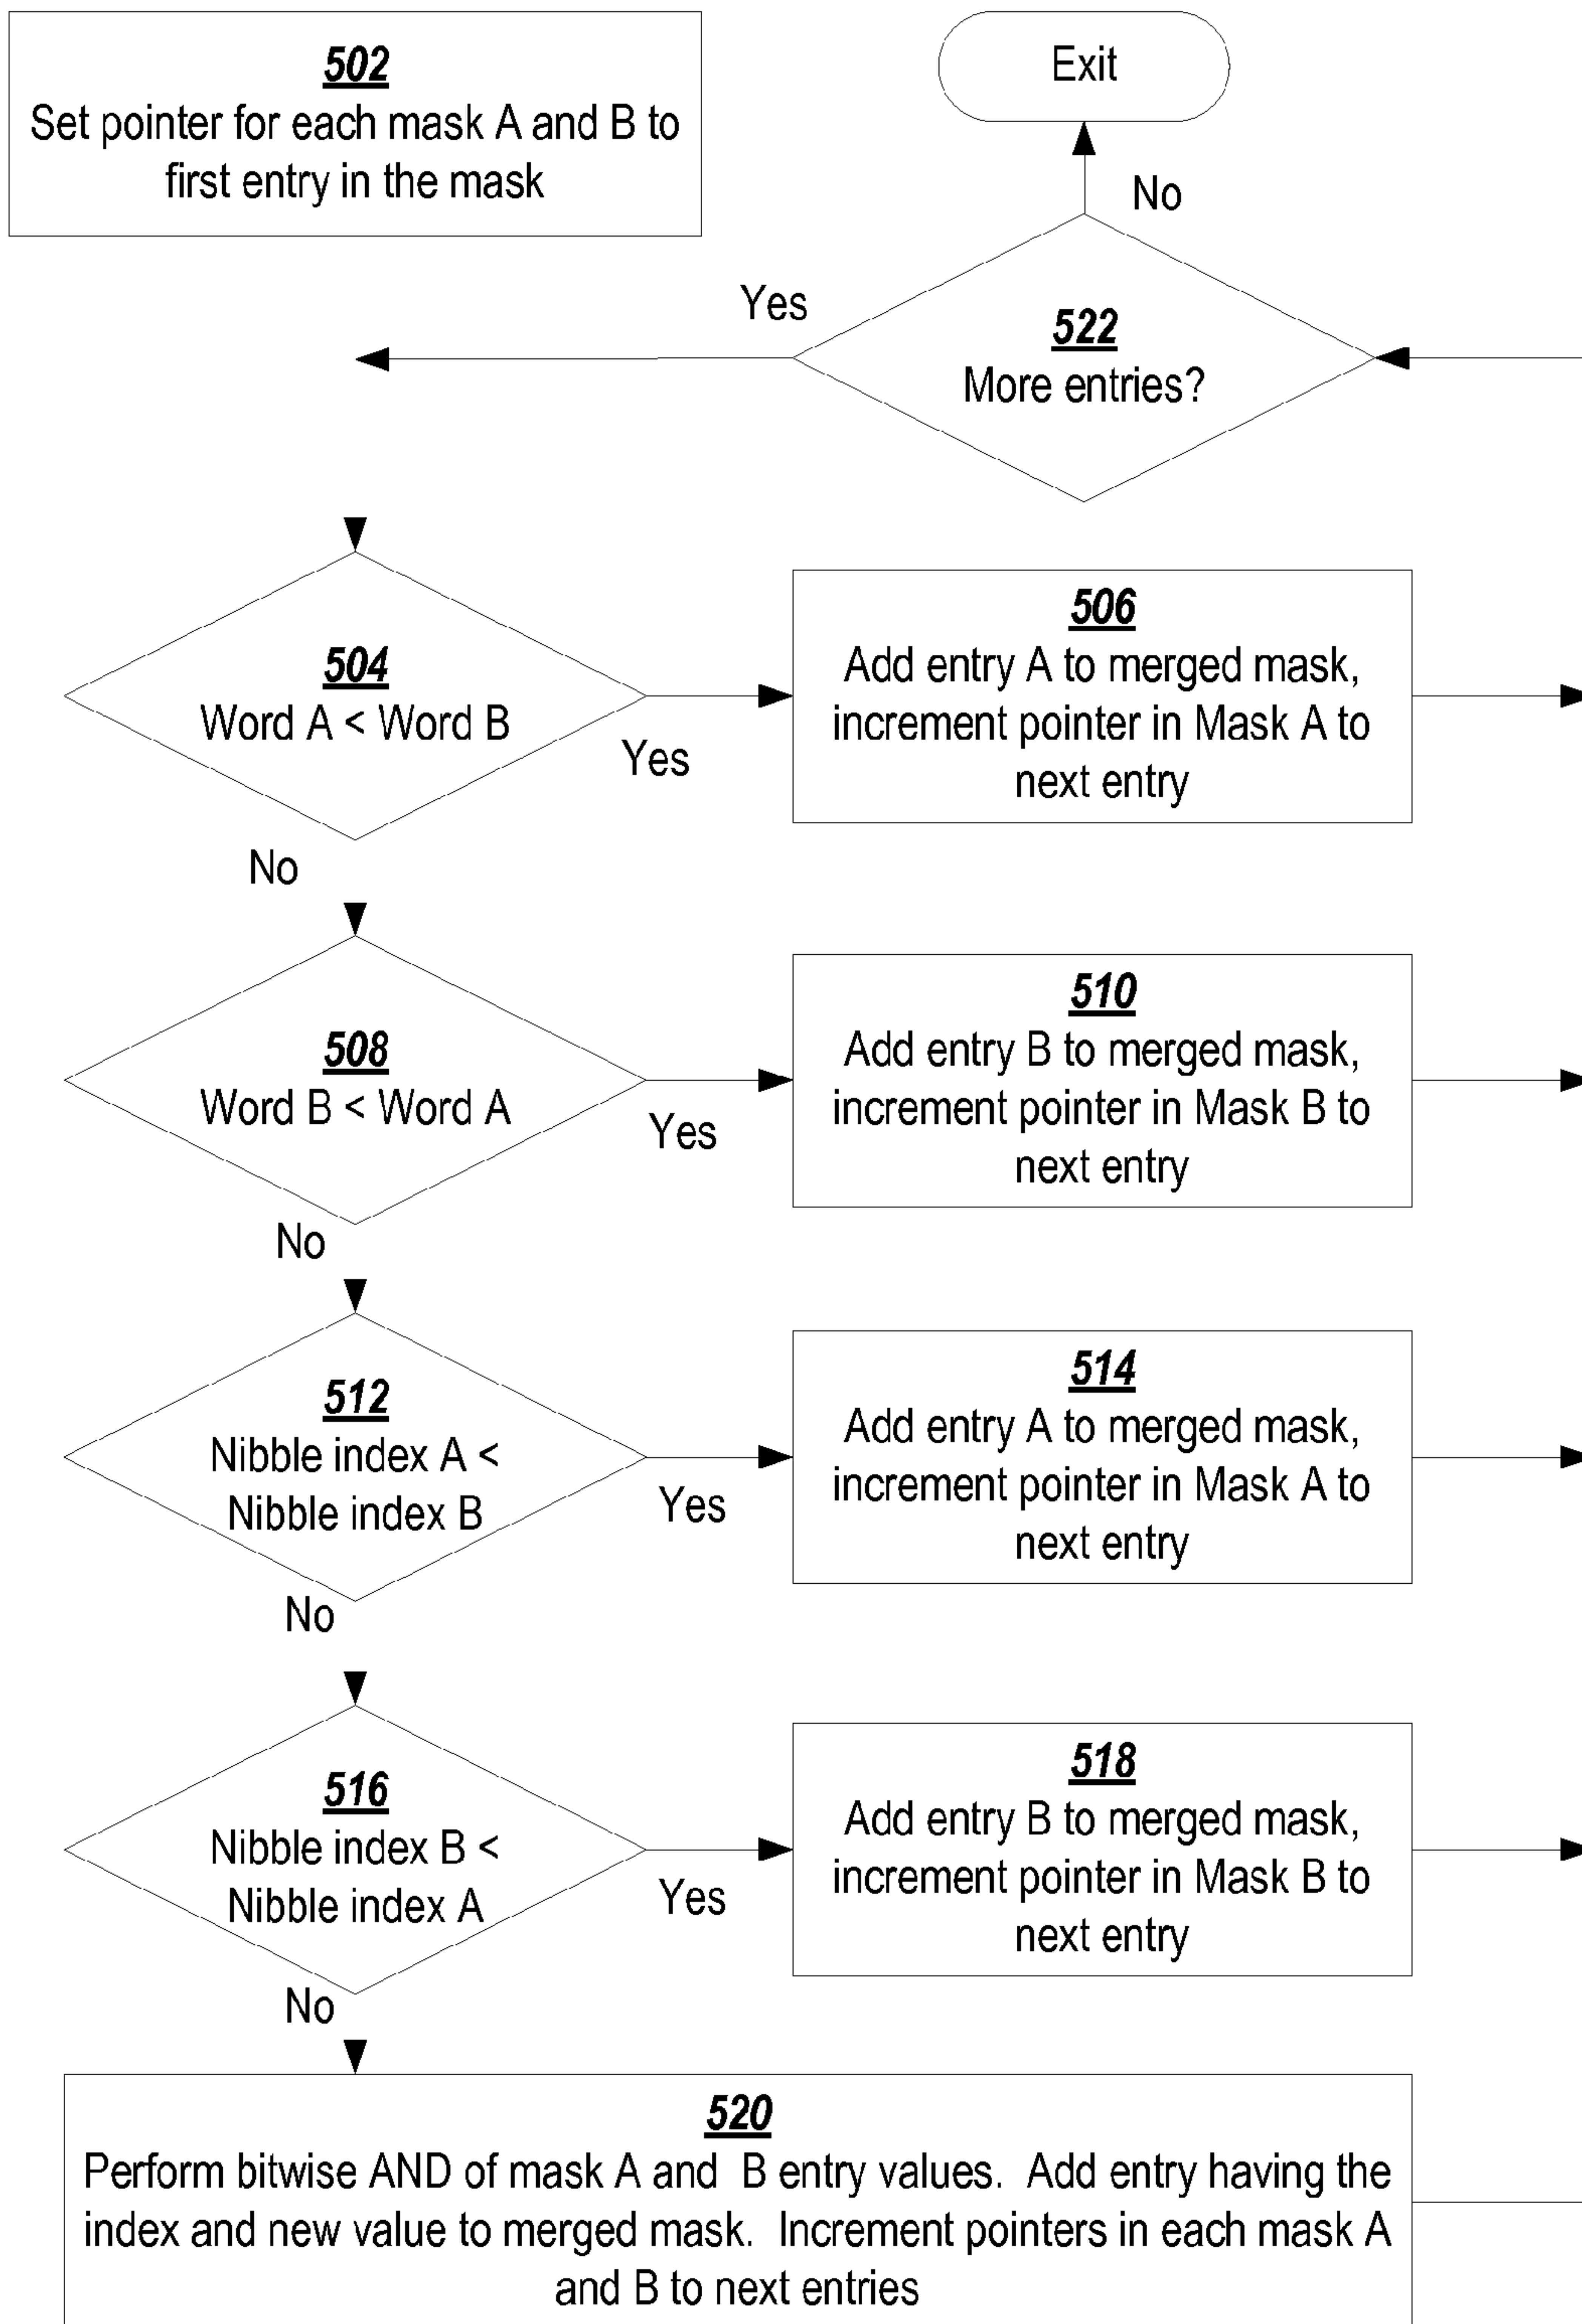 502
Set pointer for each mask A and B to
first entry in the mask
Exit
No
Yes
522
More entries?
504
Word A < Word B
Yes
No
506
Add entry A to merged mask,
increment pointer in Mask A to
next entry
508
Word B < Word A
Yes
No
510
Add entry B to merged mask,
increment pointer in Mask B to
next entry
512
Nibble index A <
Nibble index B
Yes
No
514
Add entry A to merged mask,
increment pointer in Mask A to
next entry
516
Nibble index B <
Nibble index A
Yes
No
518
Add entry B to merged mask,
increment pointer in Mask B to
next entry
520
Perform bitwise AND of mask A and B entry values. Add entry having the
index and new value to merged mask. Increment pointers in each mask A
and B to next entries